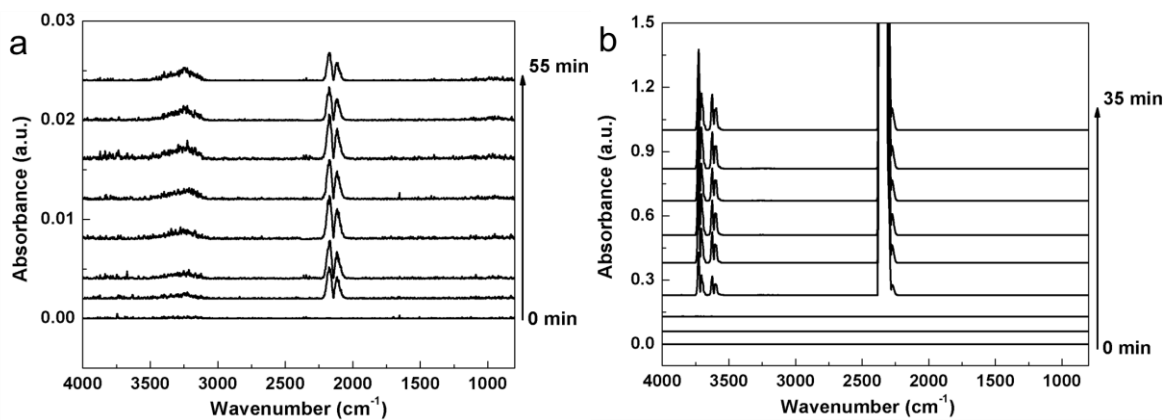 a
0.03
0.02
0.01
0.00
Absorbance (a.u.)
4000 3500 3000 2500 2000 1500 1000
Wavenumber (cm⁻¹)
55 min
0 min
b
1.5
1.2
0.9
0.6
0.3
0.0
Absorbance (a.u.)
4000 3500 3000 2500 2000 1500 1000
Wavenumber (cm⁻¹)
35 min
0 min